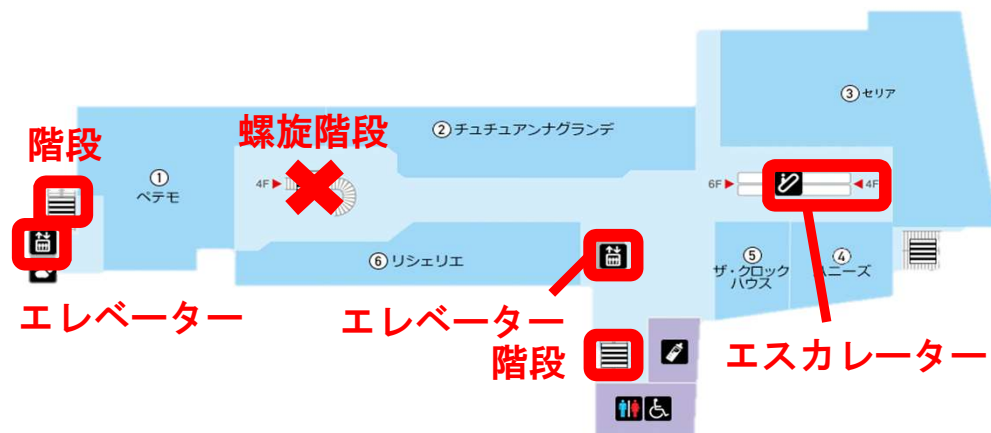 ③セリア
②チュチュアンナグランデ
螺旋階段
階段
①
ペテモ
4F
6F
4F
⑥リシェリエ
⑤
ザ・クロック
ハウス
④
ハニーズ
エレベーター
エレベーター
階段
エスカレーター